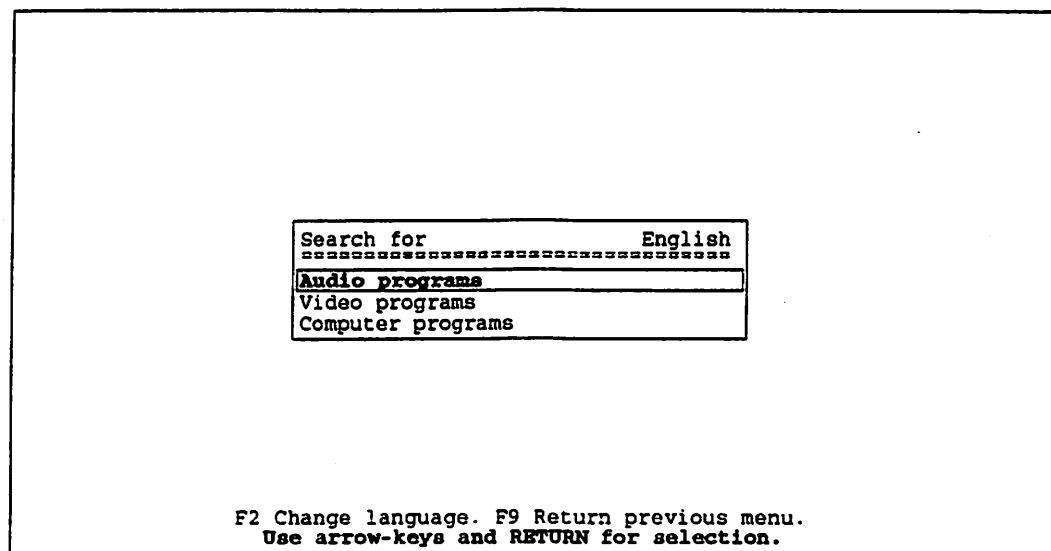 Search for English
==================================
Audio programs
Video programs
Computer programs
F2 Change language. F9 Return previous menu.
Use arrow-keys and RETURN for selection.